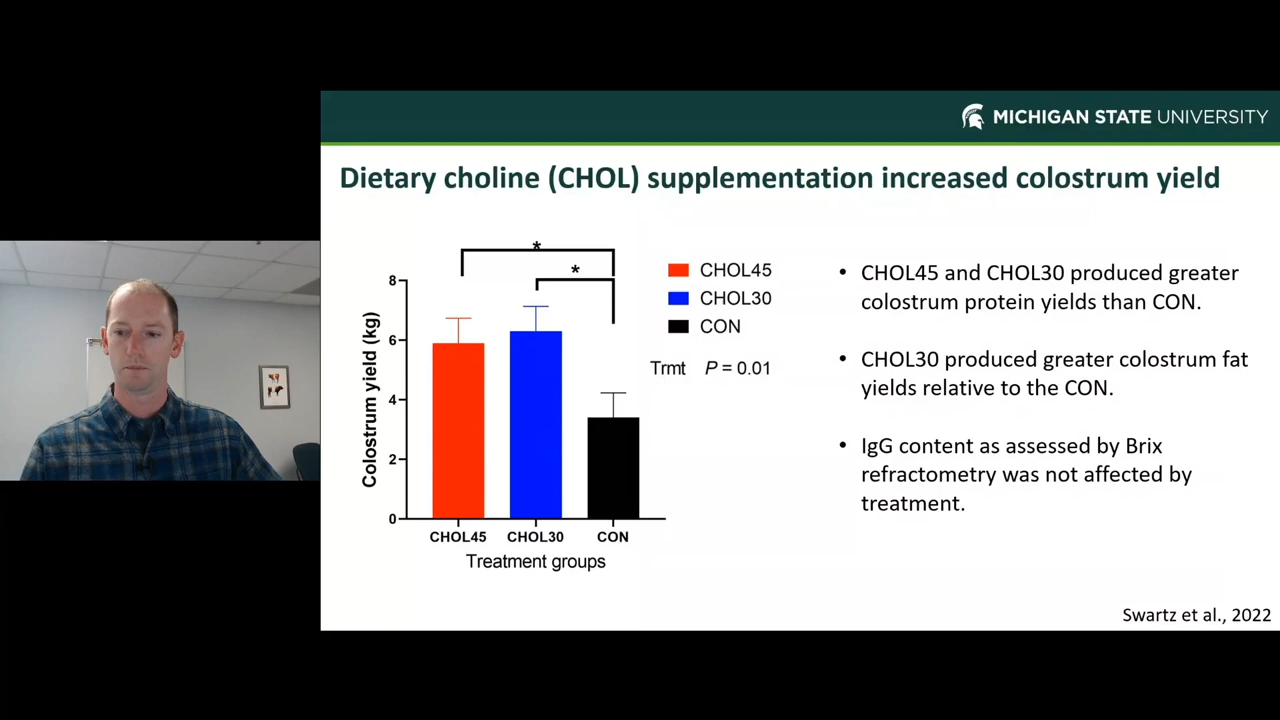 MICHIGAN STATE UNIVERSITY
Dietary choline (CHOL) supplementation increased colostrum yield
*
*
8
6
4
2
0
Colostrum yield (kg)
CHOL45
CHOL30
CON
Treatment groups
CHOL45
CHOL30
CON
Trmt P = 0.01
• CHOL45 and CHOL30 produced greater
colostrum protein yields than CON.
• CHOL30 produced greater colostrum fat
yields relative to the CON.
• IgG content as assessed by Brix
refractometry was not affected by
treatment.
Swartz et al., 2022